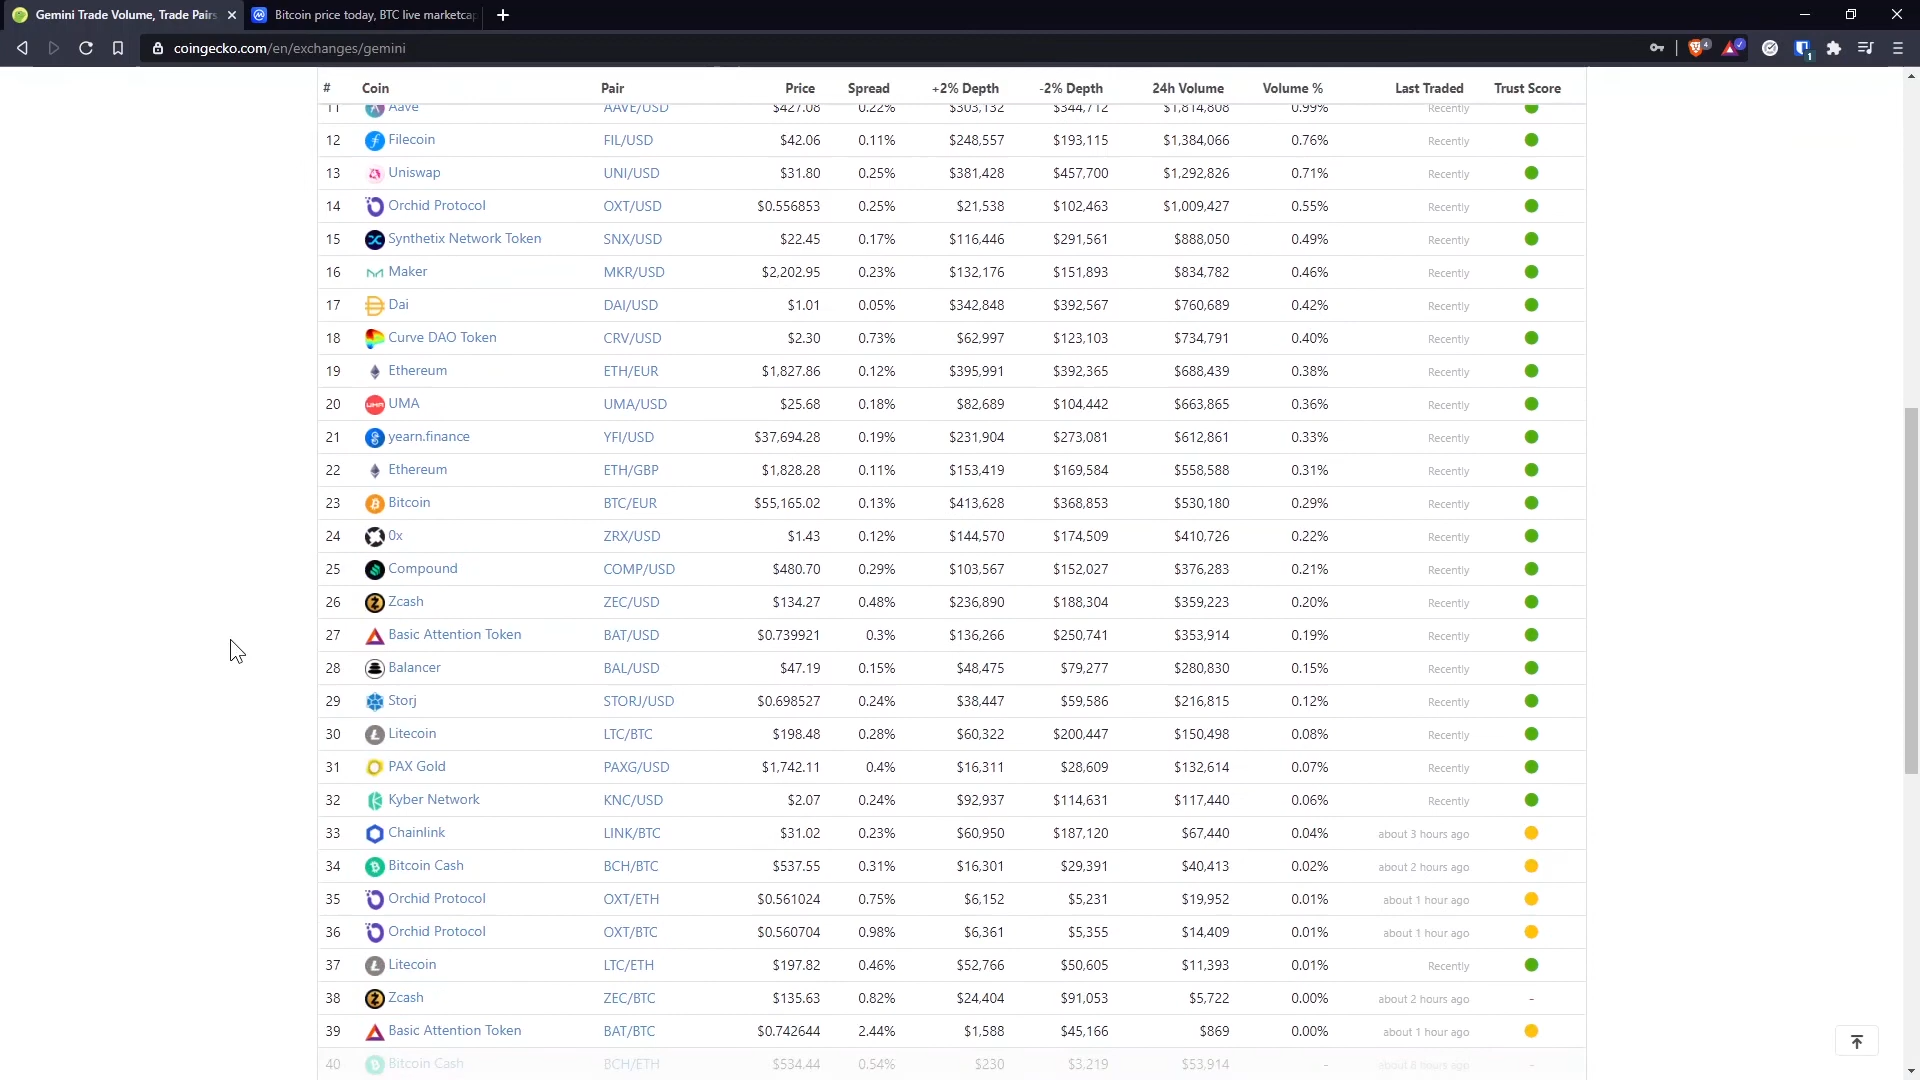 Gemini Trade Volume, Trade Pairs
Bitcoin price today, BTC live marketcap
coingecko.com/en/exchanges/gemini
# Coin Pair Price Spread +2% Depth -2% Depth 24h Volume Volume % Last Traded Trust Score
11 Aave AAVE/USD $427.08 0.22% $303,132 $344,712 $1,814,808 0.99% Recently
12 Filecoin FIL/USD $42.06 0.11% $248,557 $193,115 $1,384,066 0.76% Recently
13 Uniswap UNI/USD $31.80 0.25% $381,428 $457,700 $1,292,826 0.71% Recently
14 Orchid Protocol OXT/USD $0.556853 0.25% $21,538 $102,463 $1,009,427 0.55% Recently
15 Synthetix Network Token SNX/USD $22.45 0.17% $116,446 $291,561 $888,050 0.49% Recently
16 Maker MKR/USD $2,202.95 0.23% $132,176 $151,893 $834,782 0.46% Recently
17 Dai DAI/USD $1.01 0.05% $342,848 $392,567 $760,689 0.42% Recently
18 Curve DAO Token CRV/USD $2.30 0.73% $62,997 $123,103 $734,791 0.40% Recently
19 Ethereum ETH/EUR $1,827.86 0.12% $395,991 $392,365 $688,439 0.38% Recently
20 UMA UMA/USD $25.68 0.18% $82,689 $104,442 $663,865 0.36% Recently
21 yearn.finance YFI/USD $37,694.28 0.19% $231,904 $273,081 $612,861 0.33% Recently
22 Ethereum ETH/GBP $1,828.28 0.11% $153,419 $169,584 $558,588 0.31% Recently
23 Bitcoin BTC/EUR $55,165.02 0.13% $413,628 $368,853 $530,180 0.29% Recently
24 0x ZRX/USD $1.43 0.12% $144,570 $174,509 $410,726 0.22% Recently
25 Compound COMP/USD $480.70 0.29% $103,567 $152,027 $376,283 0.21% Recently
26 Zcash ZEC/USD $134.27 0.48% $236,890 $188,304 $359,223 0.20% Recently
27 Basic Attention Token BAT/USD $0.739921 0.3% $136,266 $250,741 $353,914 0.19% Recently
28 Balancer BAL/USD $47.19 0.15% $48,475 $79,277 $280,830 0.15% Recently
29 Storj STORJ/USD $0.698527 0.24% $38,447 $59,586 $216,815 0.12% Recently
30 Litecoin LTC/BTC $198.48 0.28% $60,322 $200,447 $150,498 0.08% Recently
31 PAX Gold PAXG/USD $1,742.11 0.4% $16,311 $28,609 $132,614 0.07% Recently
32 Kyber Network KNC/USD $2.07 0.24% $92,937 $114,631 $117,440 0.06% Recently
33 Chainlink LINK/BTC $31.02 0.23% $60,950 $187,120 $67,440 0.04% about 3 hours ago
34 Bitcoin Cash BCH/BTC $537.55 0.31% $16,301 $29,391 $40,413 0.02% about 2 hours ago
35 Orchid Protocol OXT/ETH $0.561024 0.75% $6,152 $5,231 $19,952 0.01% about 1 hour ago
36 Orchid Protocol OXT/BTC $0.560704 0.98% $6,361 $5,355 $14,409 0.01% about 1 hour ago
37 Litecoin LTC/ETH $197.82 0.46% $52,766 $50,605 $11,393 0.01% Recently
38 Zcash ZEC/BTC $135.63 0.82% $24,404 $91,053 $5,722 0.00% about 2 hours ago -
39 Basic Attention Token BAT/BTC $0.742644 2.44% $1,588 $45,166 $869 0.00% about 1 hour ago
40 Bitcoin Cash BCH/ETH $534.44 0.54% $230 $3,219 $53,914 - about 8 hours ago -